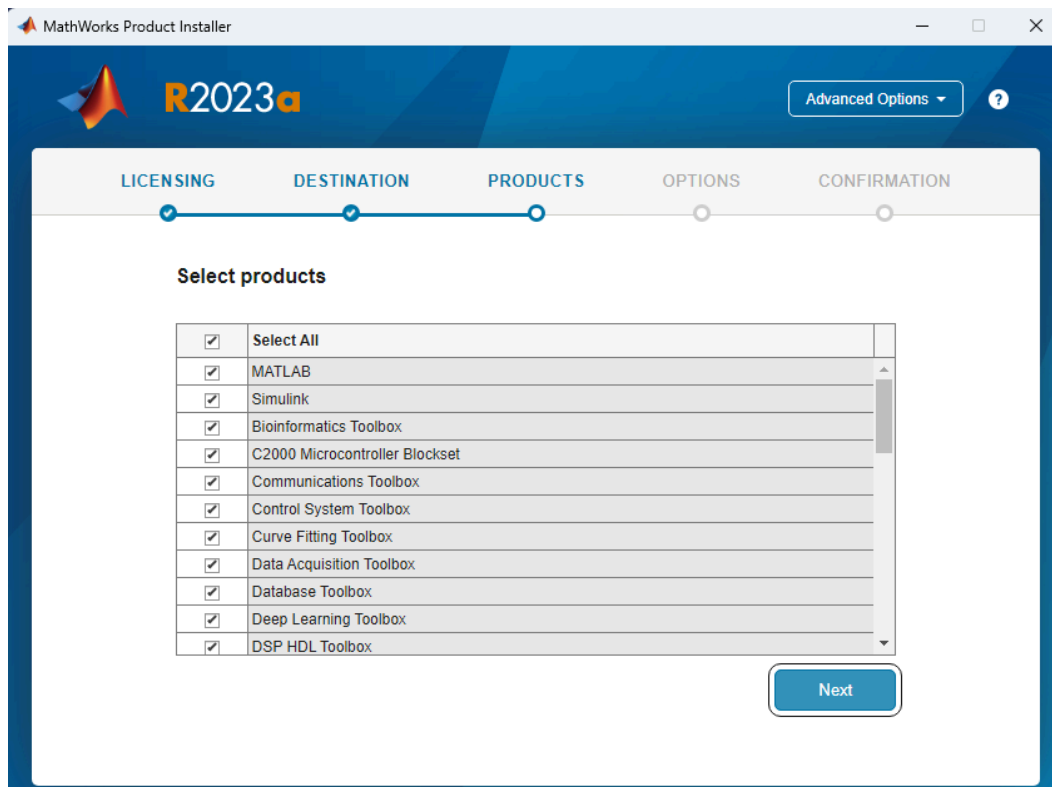 MathWorks Product Installer
R2023a
Advanced Options
?
LICENSING DESTINATION PRODUCTS OPTIONS CONFIRMATION
Select products
Select All
MATLAB
Simulink
Bioinformatics Toolbox
C2000 Microcontroller Blockset
Communications Toolbox
Control System Toolbox
Curve Fitting Toolbox
Data Acquisition Toolbox
Database Toolbox
Deep Learning Toolbox
DSP HDL Toolbox
Next